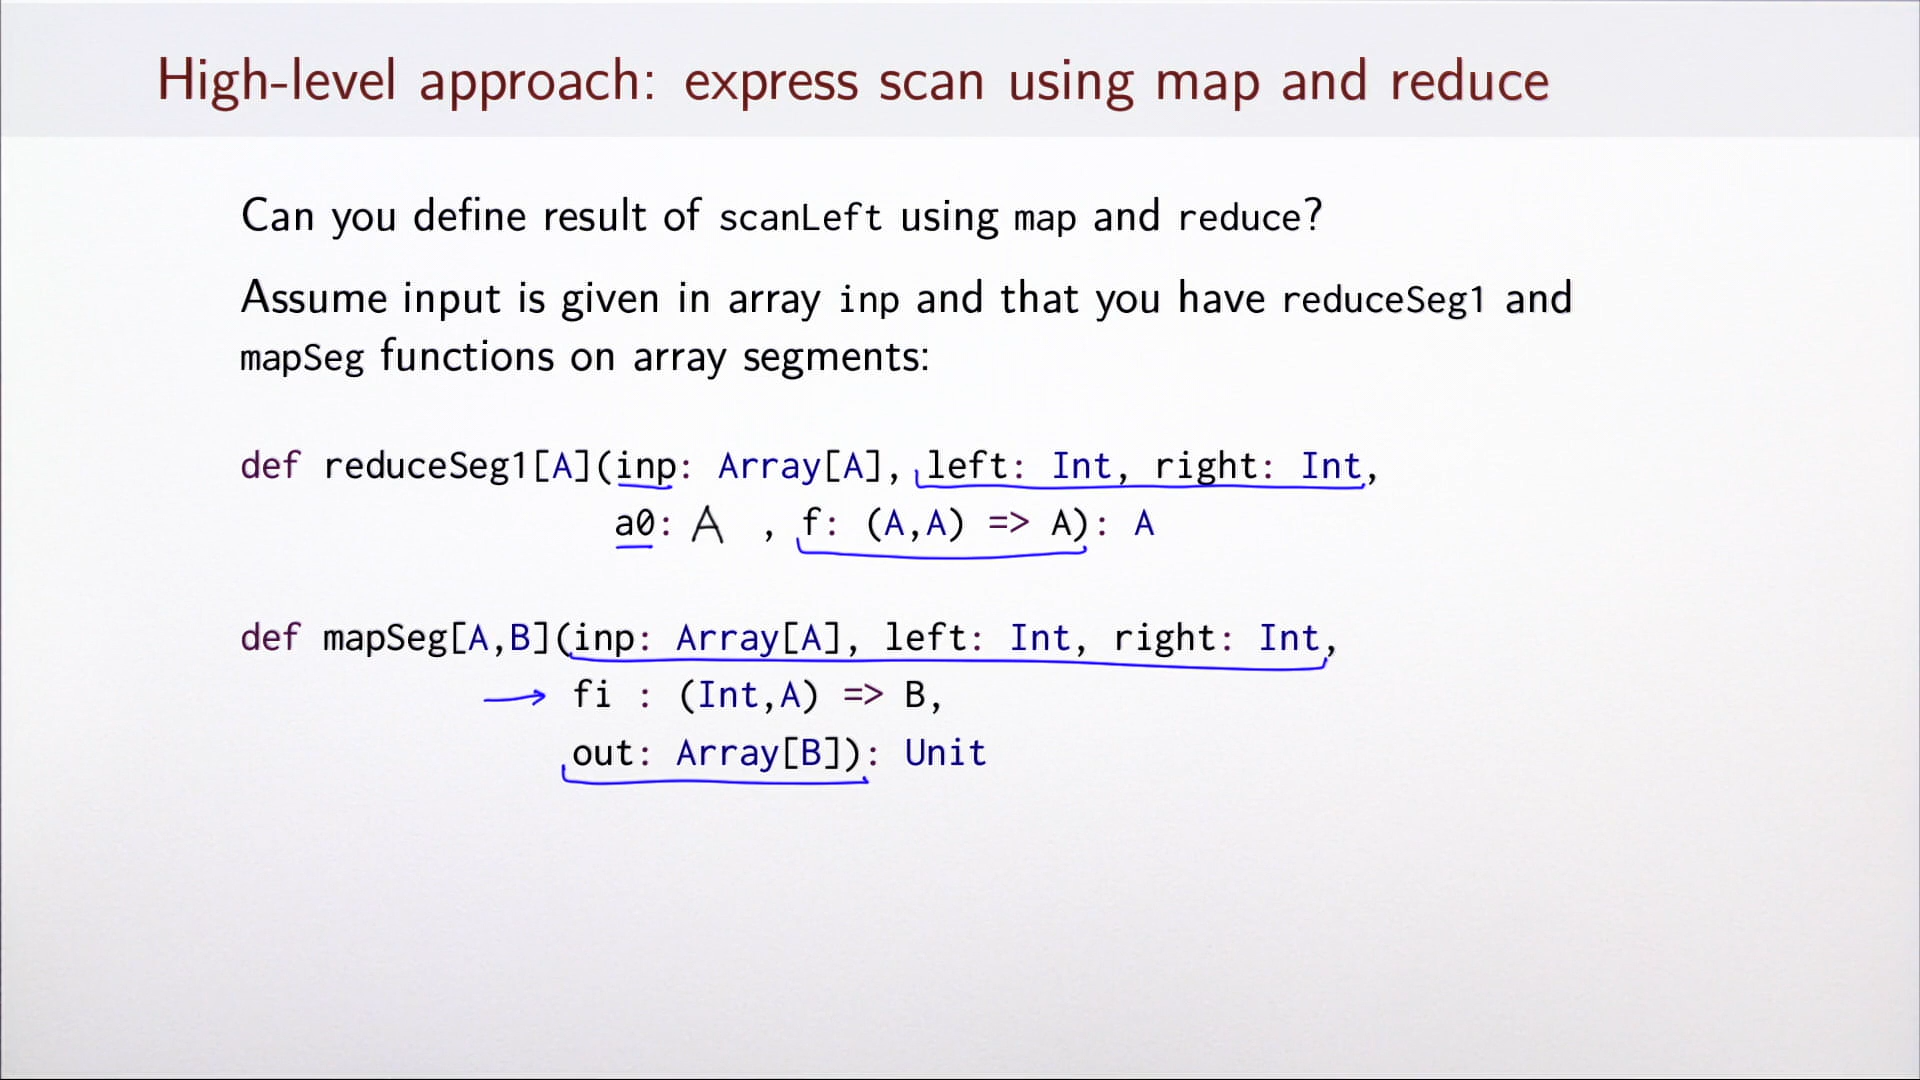 High-level approach: express scan using map and reduce
Can you define result of scanLeft using map and reduce?
Assume input is given in array inp and that you have reduceSeg1 and
mapSeg functions on array segments:
def reduceSeg1[A](inp: Array[A], left: Int, right: Int,
a0: A , f: (A,A) => A): A
def mapSeg[A,B](inp: Array[A], left: Int, right: Int,
fi : (Int,A) => B,
out: Array[B]): Unit